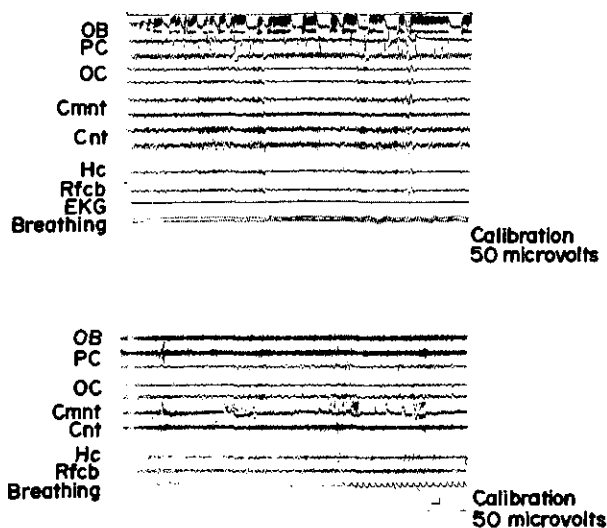 OB
PC
OC
Cmnt
Cnt
Hc
Rfcb
EKG
Breathing
Calibration
50 microvolts
OB
PC
OC
Cmnt
Cnt
Hc
Rfcb
Breathing
Calibration
50 microvolts